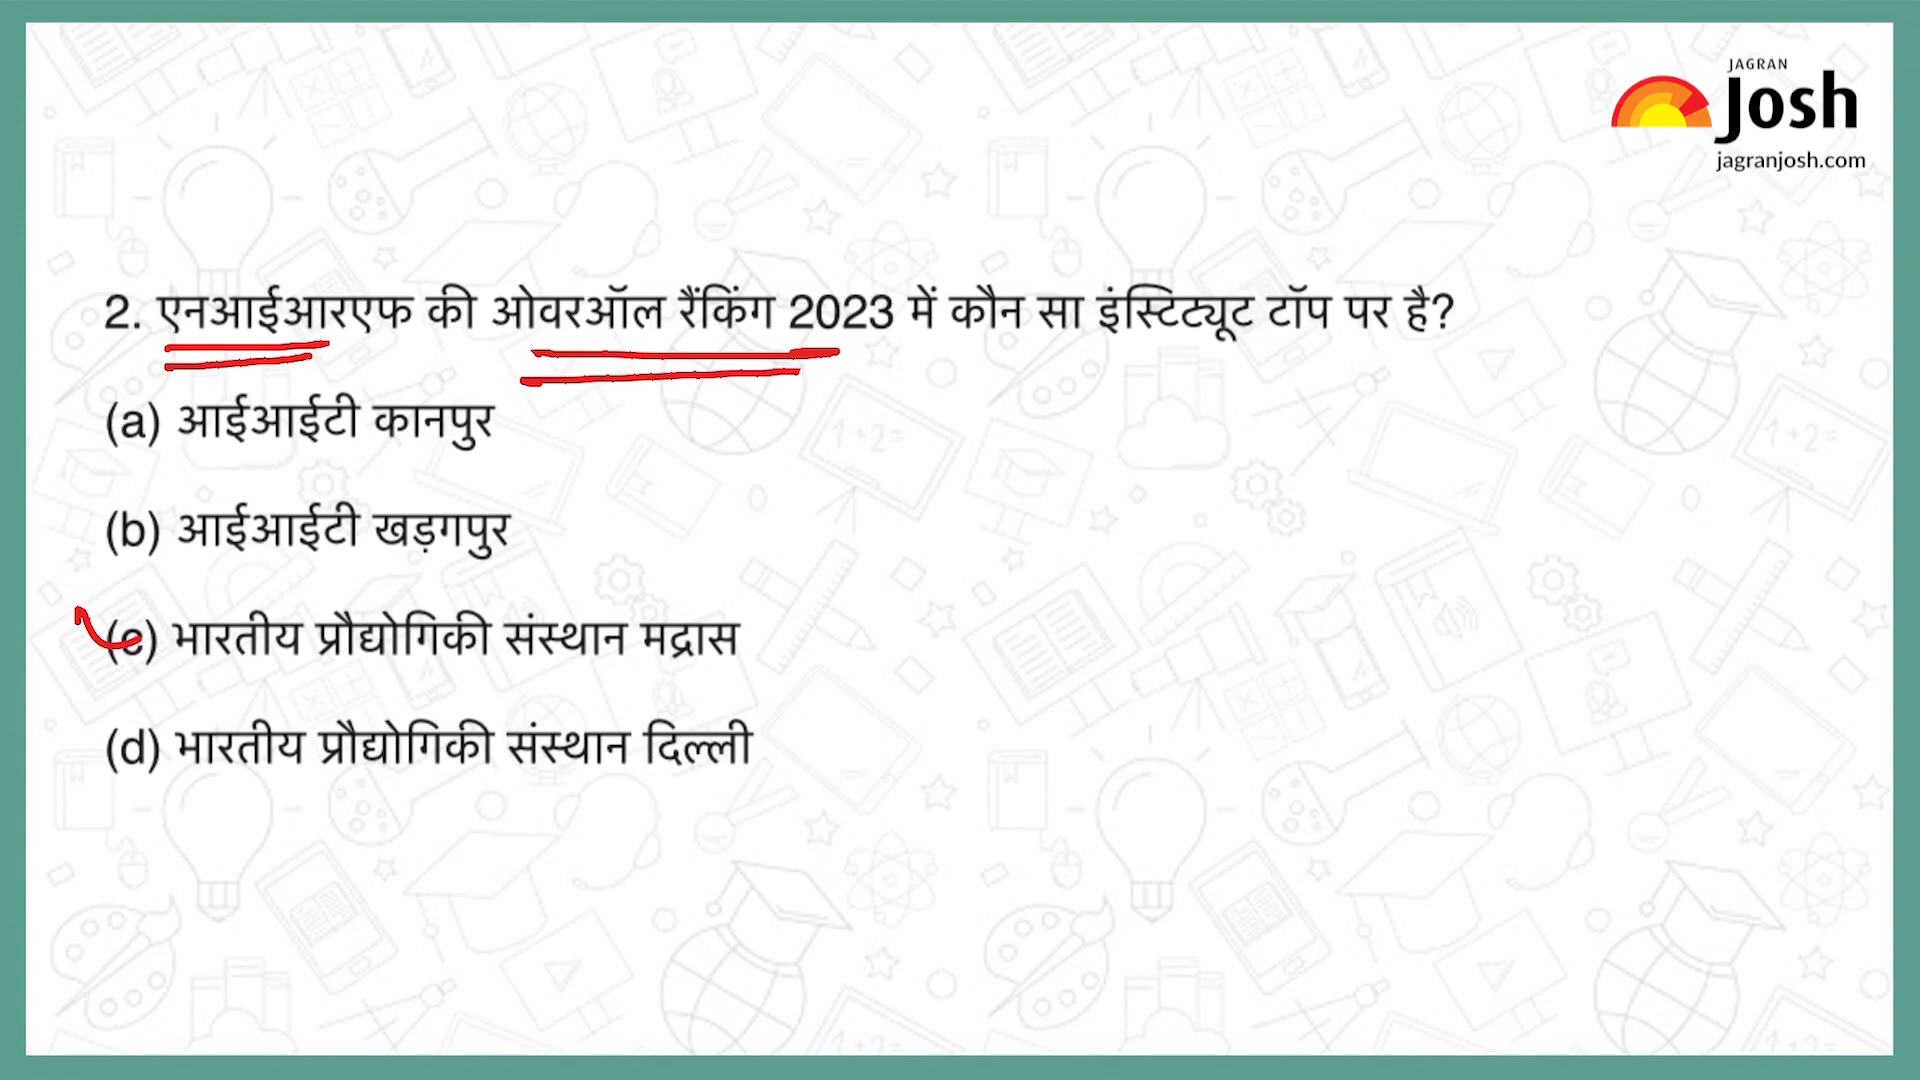 JAGRAN
Josh
jagranjosh.com
2. एनआईआरएफ की ओवरऑल रैंकिंग 2023 में कौन सा इंस्टिट्यूट टॉप पर है?
(a) आईआईटी कानपुर
(b) आईआईटी खड़गपुर
(c) भारतीय प्रौद्योगिकी संस्थान मद्रास
(d) भारतीय प्रौद्योगिकी संस्थान दिल्ली